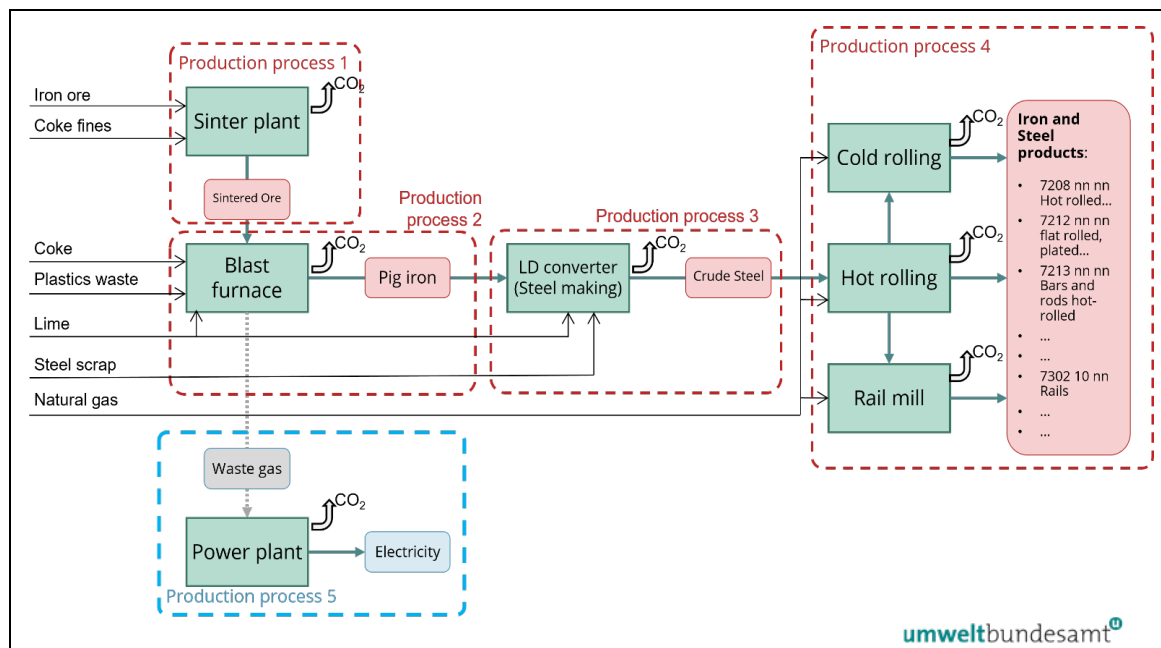 Production process 1
CO2
Iron ore
Coke fines
Sinter plant
Sintered Ore
Production
process 2
Coke
Plastics waste
Lime
Steel scrap
Natural gas
Blast
furnace
CO2
Pig iron
Production process 3
LD converter
(Steel making)
CO2
Crude Steel
Production process 4
Cold rolling
CO2
Hot rolling
CO2
Rail mill
CO2
Iron and
Steel
products:
• 7208 nn nn
Hot rolled...
• 7212 nn nn
flat rolled,
plated...
• 7213 nn nn
Bars and
rods hot-
rolled
• ...
• ...
• 7302 10 nn
Rails
• ...
• ...
Waste gas
Power plant
CO2
Electricity
Production process 5
umweltbundesamt u